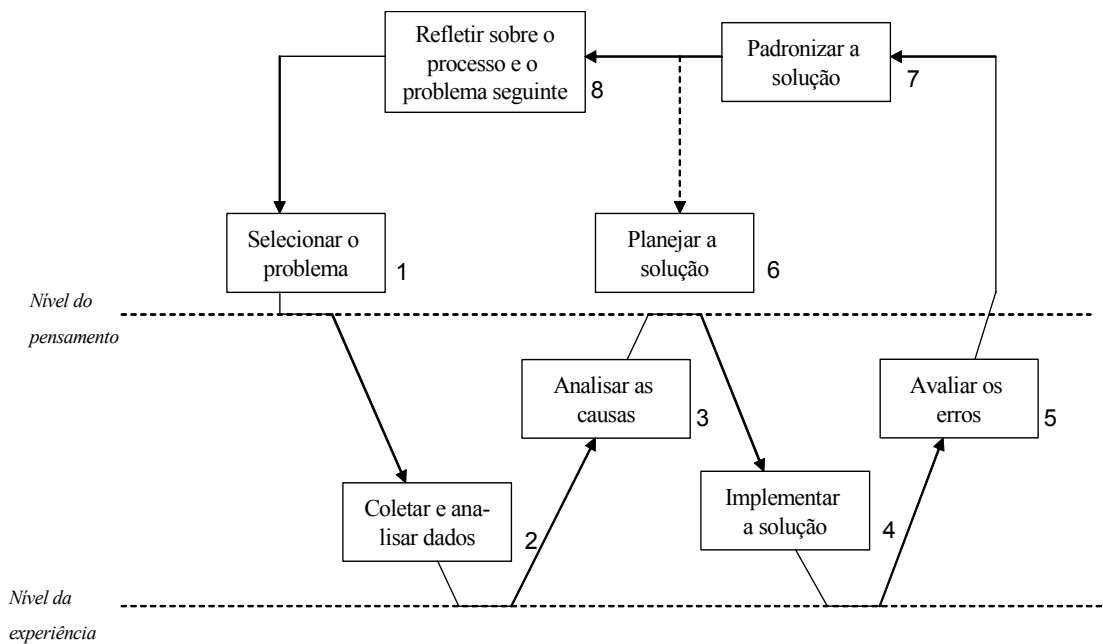 Refletir sobre o
processo e o
problema seguinte
8
Padronizar a
solução
7
Selecionar o
problema
1
Planejar a
solução
6
Nível do
pensamento
Analisar as
causas
3
Avaliar os
erros
5
Coletar e ana-
lisar dados
2
Implementar
a solução
4
Nível da
experiência